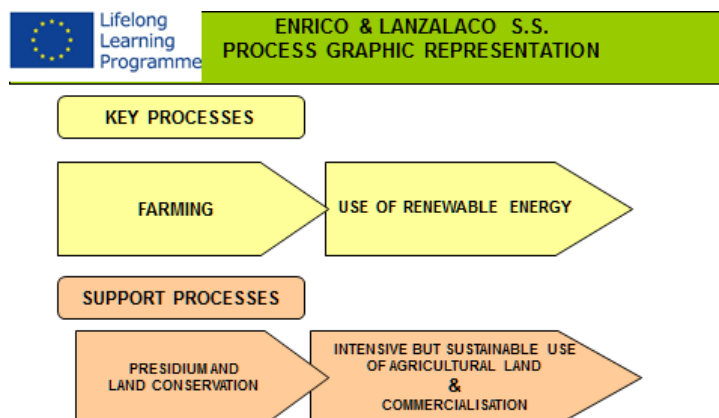 Lifelong
Learning
Programme
ENRICO & LANZALACO S.S.
PROCESS GRAPHIC REPRESENTATION
KEY PROCESSES
FARMING
USE OF RENEWABLE ENERGY
SUPPORT PROCESSES
PRESIDIUM AND
LAND CONSERVATION
INTENSIVE BUT SUSTAINABLE USE
OF AGRICULTURAL LAND
&
COMMERCIALISATION